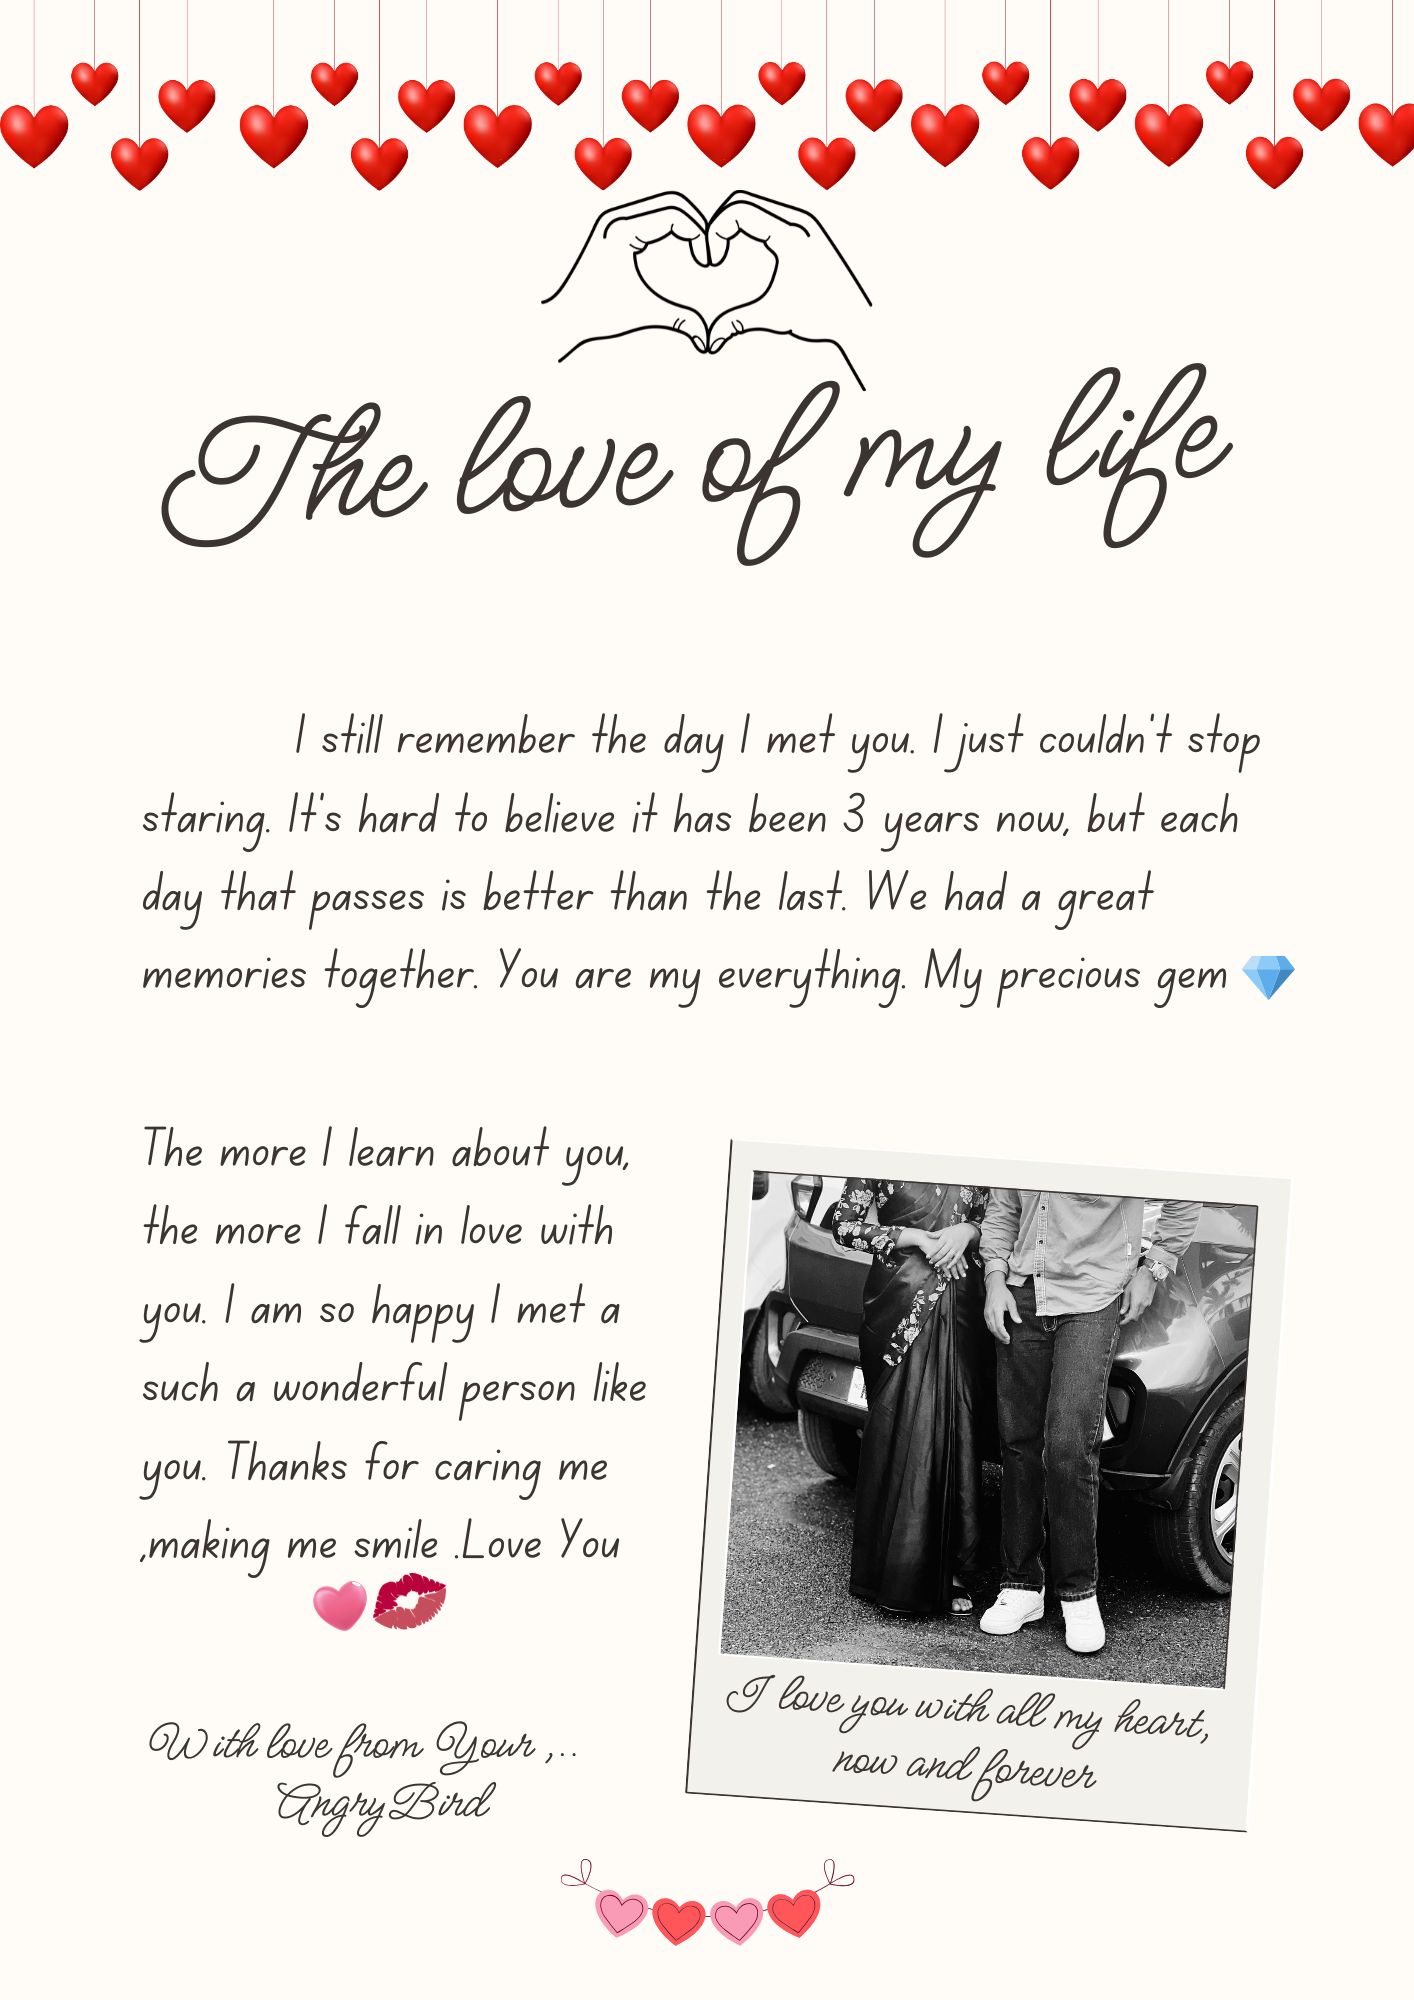 The love of my life
I still remember the day I met you. I just couldn't stop
staring. It's hard to believe it has been 3 years now, but each
day that passes is better than the last. We had a great
memories together. You are my everything. My precious gem 💎
The more I learn about you,
the more I fall in love with
you. I am so happy I met a
such a wonderful person like
you. Thanks for caring me
,making me smile .Love You
With love from Your ,..
AngryBird
I love you with all my heart,
now and forever